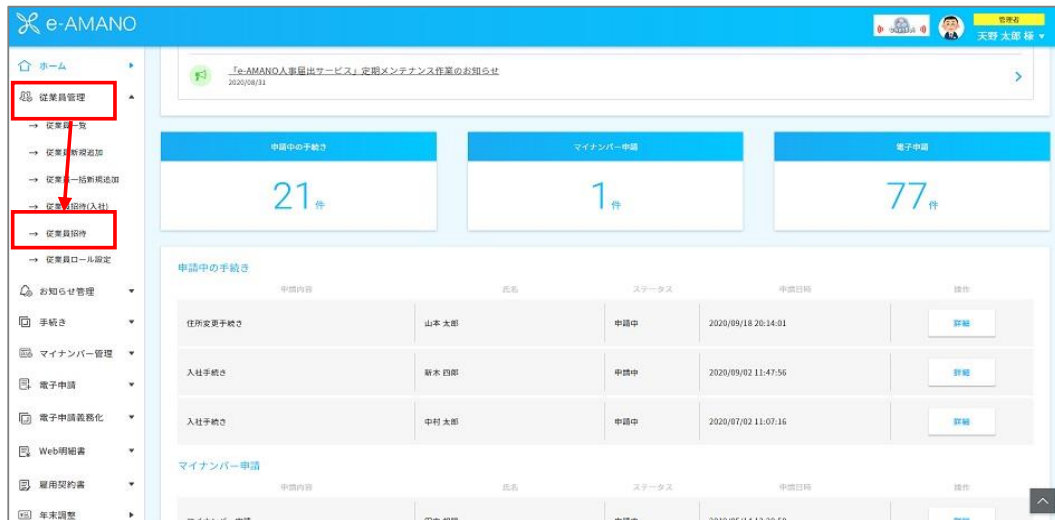 e-AMANO
管理者
天野 太郎 様 ▾
ホーム
「e-AMANO人事届出サービス」定期メンテナンス作業のお知らせ
2020/08/31
従業員管理
→ 従業員一覧
→ 従業員新規追加
→ 従業員一括新規追加
→ 従業員招待(入社)
→ 従業員招待
→ 従業員ロール設定
お知らせ管理
手続き
マイナンバー管理
電子申請
電子申請義務化
Web明細書
雇用契約書
年末調整
申請中の手続き マイナンバー申請 電子申請
21件 1件 77件
申請中の手続き
申請内容 氏名 ステータス 申請日時 操作
住所変更手続き 山本 太郎 申請中 2020/09/18 20:14:01 詳細
入社手続き 新木 四郎 申請中 2020/09/02 11:47:56 詳細
入社手続き 中村 太郎 申請中 2020/07/02 11:07:16 詳細
マイナンバー申請
申請内容 氏名 ステータス 申請日時 操作